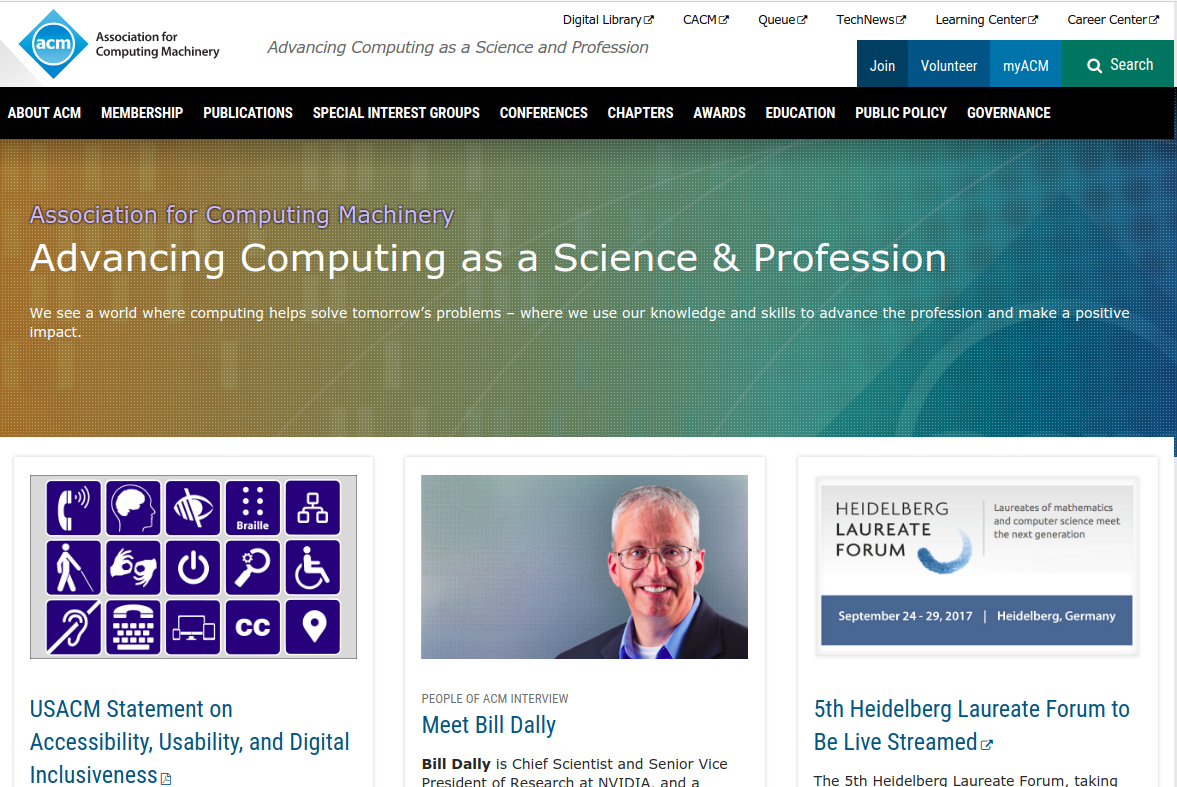 Digital Library CACM Queue TechNews Learning Center Career Center
acm
Association for
Computing Machinery
Advancing Computing as a Science and Profession
Join Volunteer myACM Search
ABOUT ACM MEMBERSHIP PUBLICATIONS SPECIAL INTEREST GROUPS CONFERENCES CHAPTERS AWARDS EDUCATION PUBLIC POLICY GOVERNANCE
Association for Computing Machinery
Advancing Computing as a Science & Profession
We see a world where computing helps solve tomorrow’s problems – where we use our knowledge and skills to advance the profession and make a positive
impact.
Braille
CC
USACM Statement on
Accessibility, Usability, and Digital
Inclusiveness
PEOPLE OF ACM INTERVIEW
Meet Bill Dally
Bill Dally is Chief Scientist and Senior Vice
President of Research at NVIDIA, and a
HEIDELBERG
LAUREATE
FORUM
Laureates of mathematics
and computer science meet
the next generation
September 24 - 29, 2017 | Heidelberg, Germany
5th Heidelberg Laureate Forum to
Be Live Streamed
The 5th Heidelberg Laureate Forum, taking